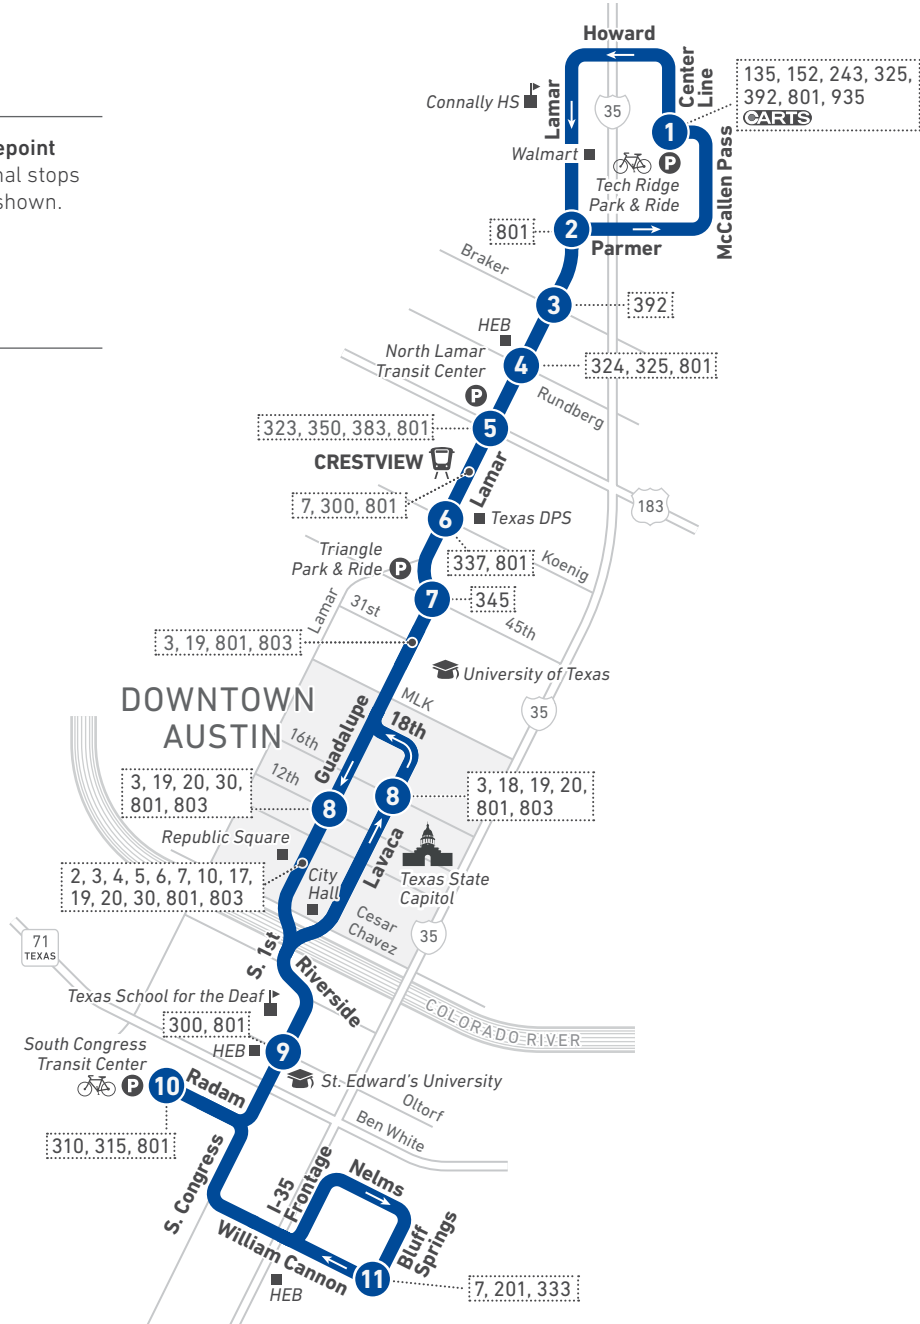 Howard
Center
Line
Lamar
35
Connally HS
135, 152, 243, 325,
392, 801, 935
CARTS
1
P
Walmart
Tech Ridge
Park & Ride
McCallen Pass
epoint
nal stops
shown.
801
2
Parmer
Braker
3
392
HEB
North Lamar
Transit Center
4
324, 325, 801
P
Rundberg
323, 350, 383, 801
5
CRESTVIEW
Lamar
7, 300, 801
183
6
Texas DPS
Triangle
Park & Ride
P
337, 801
Koenig
Lamar
31st
7
345
45th
3, 19, 801, 803
University of Texas
DOWNTOWN
AUSTIN
MLK
35
18th
Guadalupe
16th
12th
3, 19, 20, 30,
801, 803
8
8
3, 18, 19, 20,
801, 803
Republic Square
Lavaca
2, 3, 4, 5, 6, 7, 10, 17,
19, 20, 30, 801, 803
City
Hall
Texas State
Capitol
Cesar
Chavez
35
71
TEXAS
S. 1st
Riverside
Texas School for the Deaf
COLORADO RIVER
300, 801
South Congress
Transit Center
HEB
9
P
10
Radam
St. Edward's University
Oltorf
Ben White
310, 315, 801
S. Congress
I-35
Frontage
Nelms
Bluff
Springs
William Cannon
11
7, 201, 333
HEB